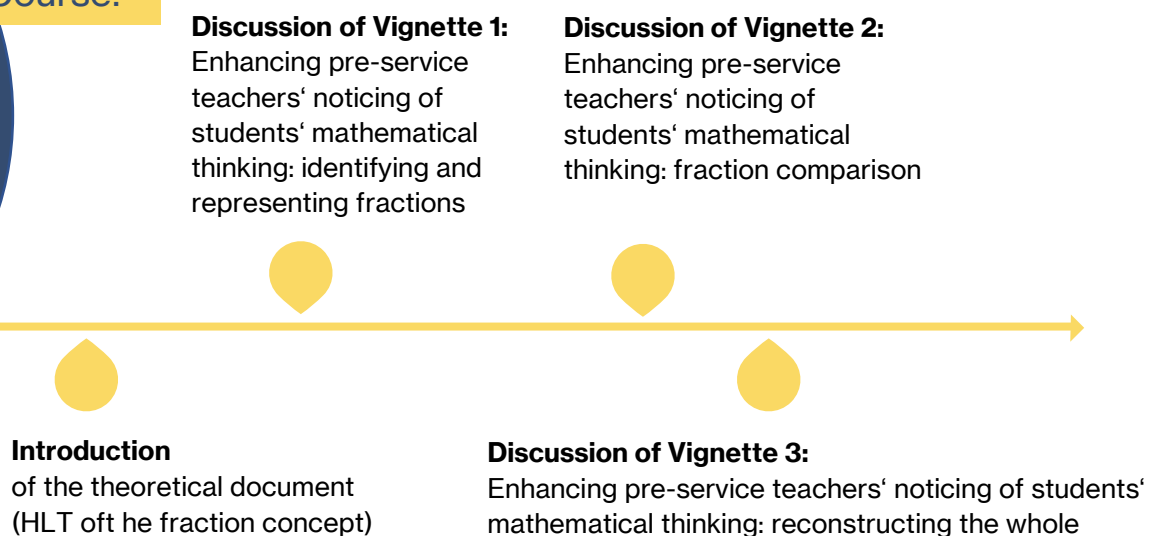 Course:
Discussion of Vignette 1:
Enhancing pre-service
teachers‘ noticing of
students‘ mathematical
thinking: identifying and
representing fractions
Discussion of Vignette 2:
Enhancing pre-service
teachers‘ noticing of
students‘ mathematical
thinking: fraction comparison
Introduction
of the theoretical document
(HLT oft he fraction concept)
Discussion of Vignette 3:
Enhancing pre-service teachers‘ noticing of students‘
mathematical thinking: reconstructing the whole